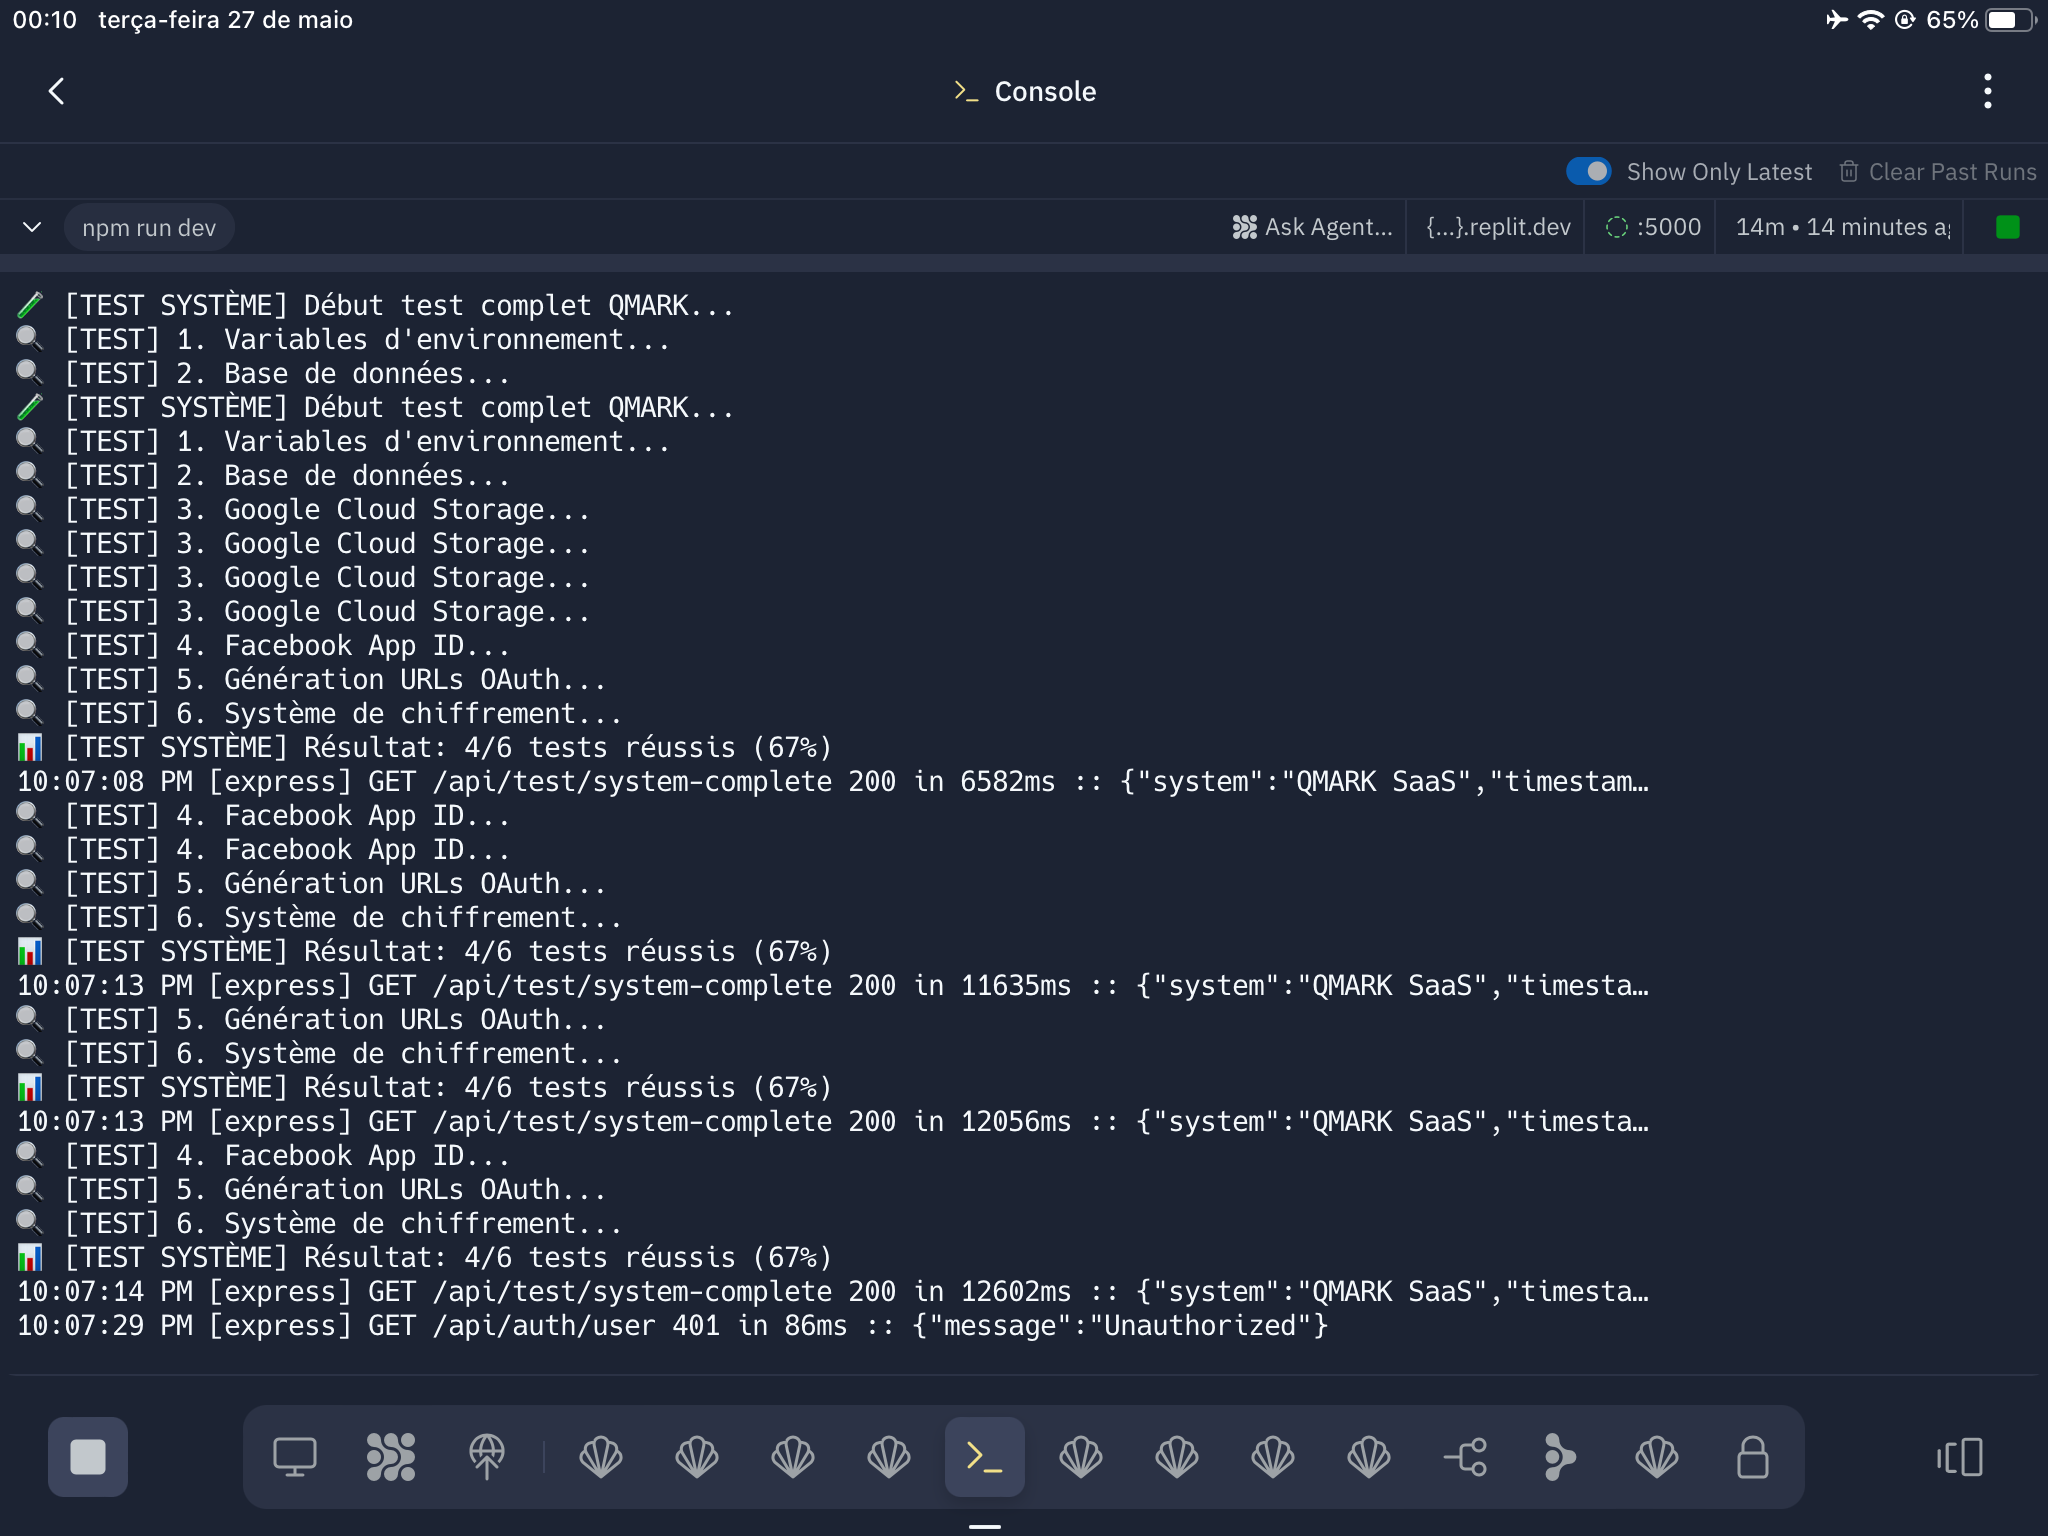 00:10 terça-feira 27 de maio
65%
>_ Console
Show Only Latest Clear Past Runs
npm run dev Ask Agent... {...}.replit.dev :5000 14m • 14 minutes
[TEST SYSTÈME] Début test complet QMARK...
[TEST] 1. Variables d'environnement...
[TEST] 2. Base de données...
[TEST SYSTÈME] Début test complet QMARK...
[TEST] 1. Variables d'environnement...
[TEST] 2. Base de données...
[TEST] 3. Google Cloud Storage...
[TEST] 3. Google Cloud Storage...
[TEST] 3. Google Cloud Storage...
[TEST] 3. Google Cloud Storage...
[TEST] 4. Facebook App ID...
[TEST] 5. Génération URLs OAuth...
[TEST] 6. Système de chiffrement...
[TEST SYSTÈME] Résultat: 4/6 tests réussis (67%)
10:07:08 PM [express] GET /api/test/system-complete 200 in 6582ms :: {"system":"QMARK SaaS","timestam…
[TEST] 4. Facebook App ID...
[TEST] 4. Facebook App ID...
[TEST] 5. Génération URLs OAuth...
[TEST] 6. Système de chiffrement...
[TEST SYSTÈME] Résultat: 4/6 tests réussis (67%)
10:07:13 PM [express] GET /api/test/system-complete 200 in 11635ms :: {"system":"QMARK SaaS","timesta…
[TEST] 5. Génération URLs OAuth...
[TEST] 6. Système de chiffrement...
[TEST SYSTÈME] Résultat: 4/6 tests réussis (67%)
10:07:13 PM [express] GET /api/test/system-complete 200 in 12056ms :: {"system":"QMARK SaaS","timesta…
[TEST] 4. Facebook App ID...
[TEST] 5. Génération URLs OAuth...
[TEST] 6. Système de chiffrement...
[TEST SYSTÈME] Résultat: 4/6 tests réussis (67%)
10:07:14 PM [express] GET /api/test/system-complete 200 in 12602ms :: {"system":"QMARK SaaS","timesta…
10:07:29 PM [express] GET /api/auth/user 401 in 86ms :: {"message":"Unauthorized"}